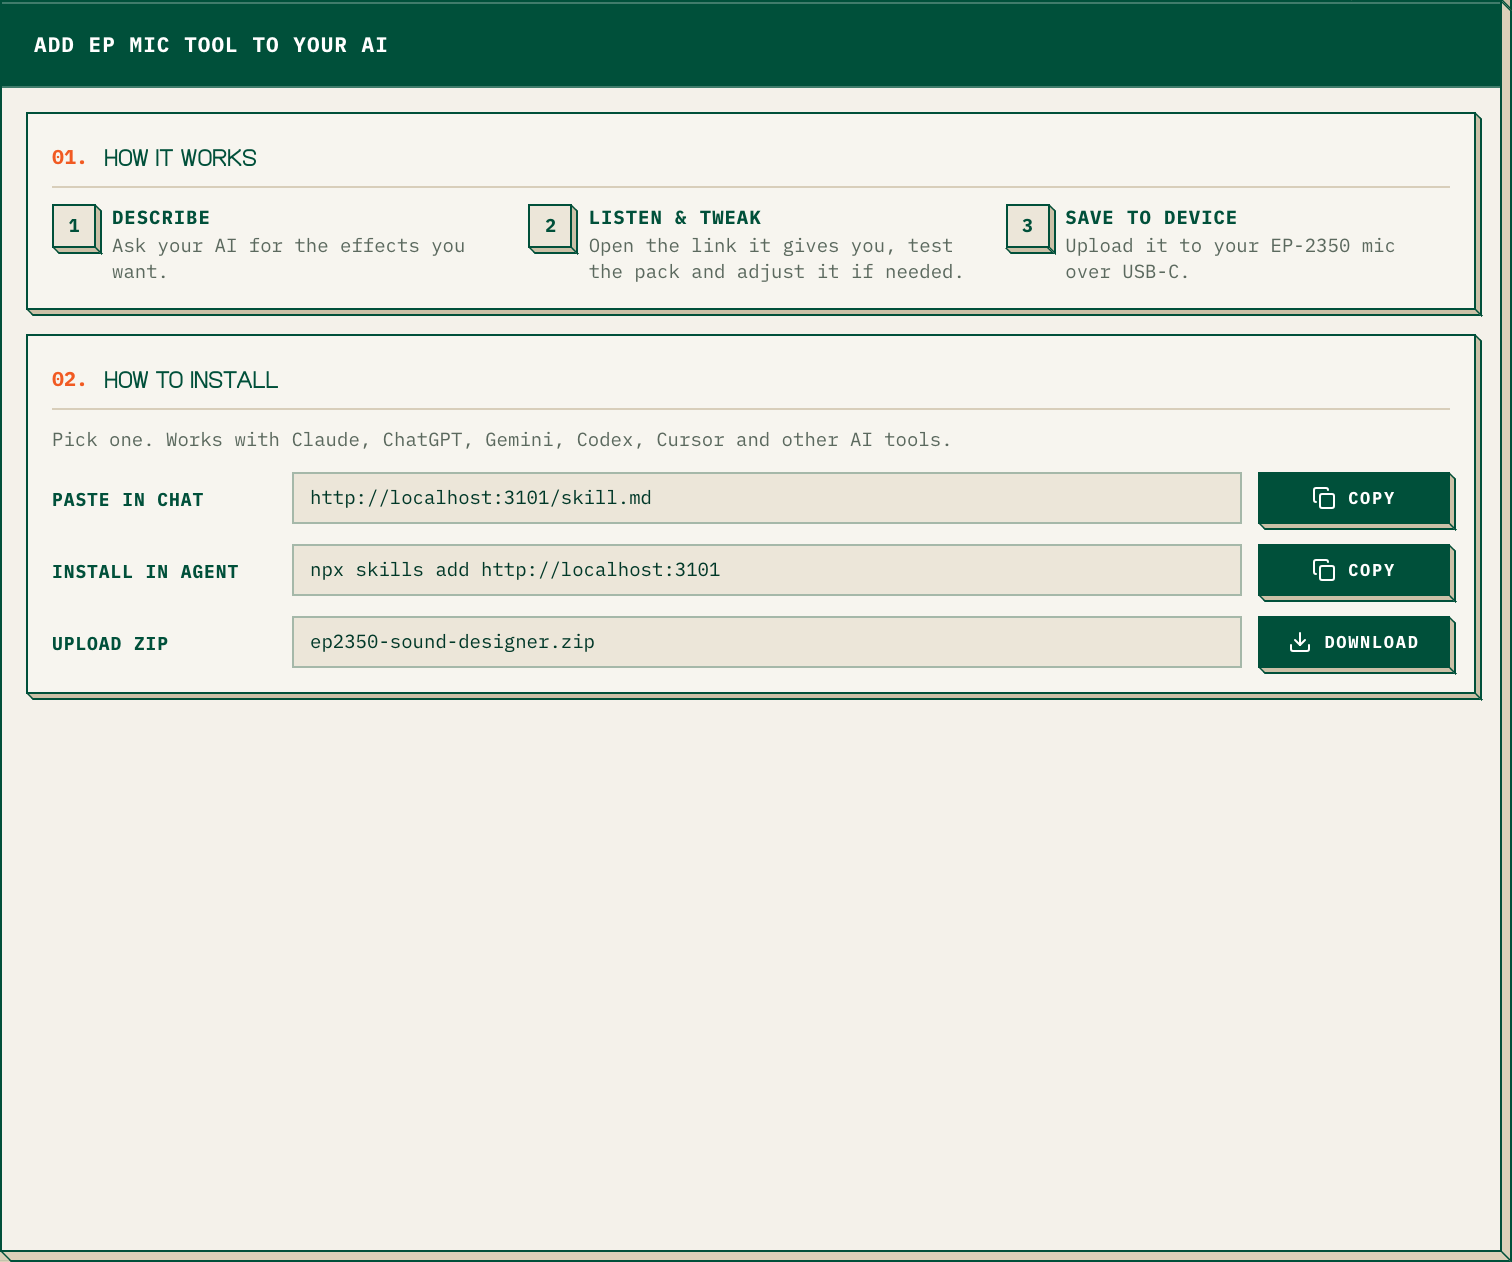 ADD EP MIC TOOL TO YOUR AI
01. HOW IT WORKS
1 DESCRIBE
Ask your AI for the effects you
want.
2 LISTEN & TWEAK
Open the link it gives you, test
the pack and adjust it if needed.
3 SAVE TO DEVICE
Upload it to your EP-2350 mic
over USB-C.
02. HOW TO INSTALL
Pick one. Works with Claude, ChatGPT, Gemini, Codex, Cursor and other AI tools.
PASTE IN CHAT http://localhost:3101/skill.md COPY
INSTALL IN AGENT npx skills add http://localhost:3101 COPY
UPLOAD ZIP ep2350-sound-designer.zip DOWNLOAD